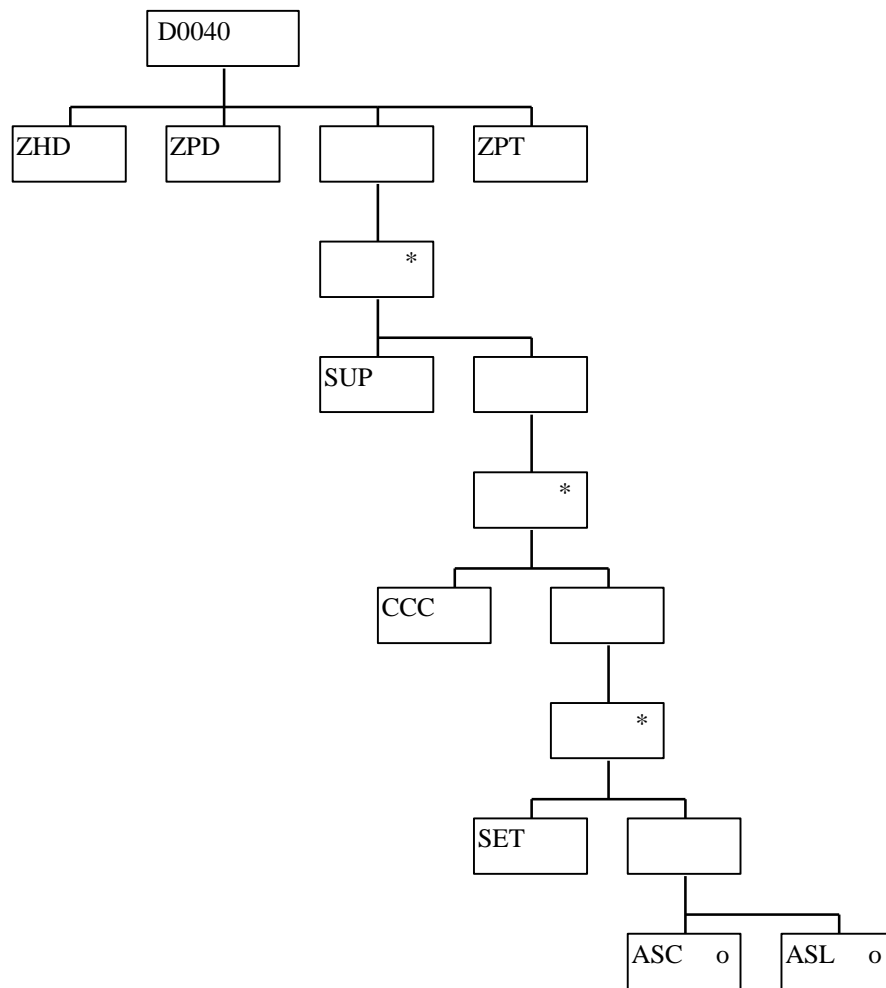 D0040
ZHD ZPD ZPT
*
SUP
*
CCC
*
SET
ASC o ASL o